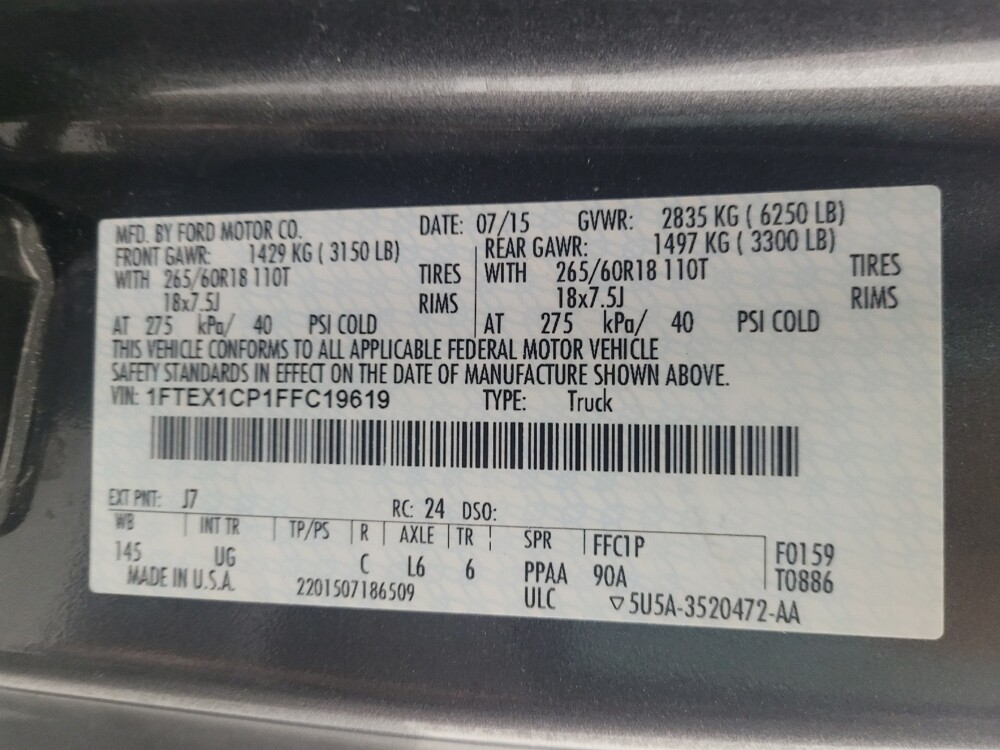 MFD. BY FORD MOTOR CO. DATE: 07/15 GVWR: 2835 KG ( 6250 LB)
FRONT GAWR: 1429 KG ( 3150 LB) REAR GAWR: 1497 KG ( 3300 LB)
WITH 265/60R18 110T TIRES WITH 265/60R18 110T TIRES
18x7.5J RIMS 18x7.5J RIMS
AT 275 kPa/ 40 PSI COLD AT 275 kPa/ 40 PSI COLD
THIS VEHICLE CONFORMS TO ALL APPLICABLE FEDERAL MOTOR VEHICLE
SAFETY STANDARDS IN EFFECT ON THE DATE OF MANUFACTURE SHOWN ABOVE.
VIN: 1FTEX1CP1FFC19619 TYPE: Truck
EXT PNT: J7 RC: 24 DSO:
WB INT TR TP/PS R AXLE TR SPR FFC1P F0159
145 UG C L6 6 PPAA 90A T0886
MADE IN U.S.A. 2201507186509 ULC ▽5U5A-3520472-AA